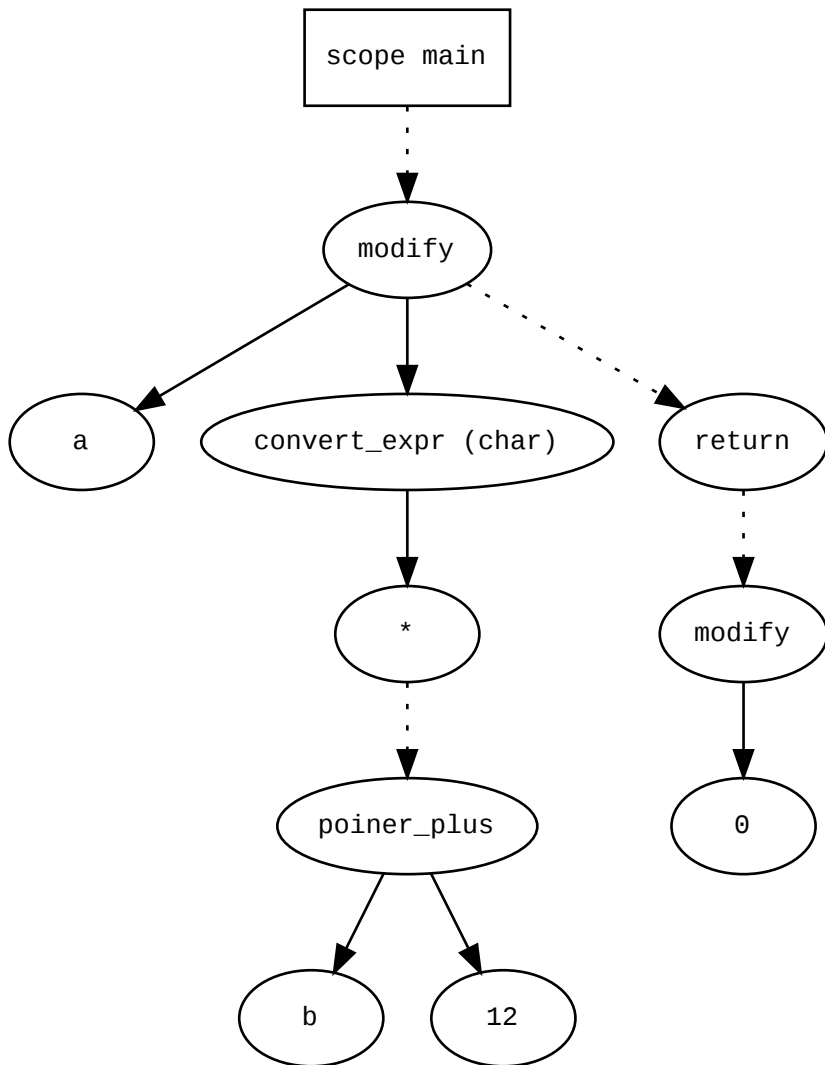 scope main
modify
a
convert_expr (char)
return
*
modify
poiner_plus
0
b
12